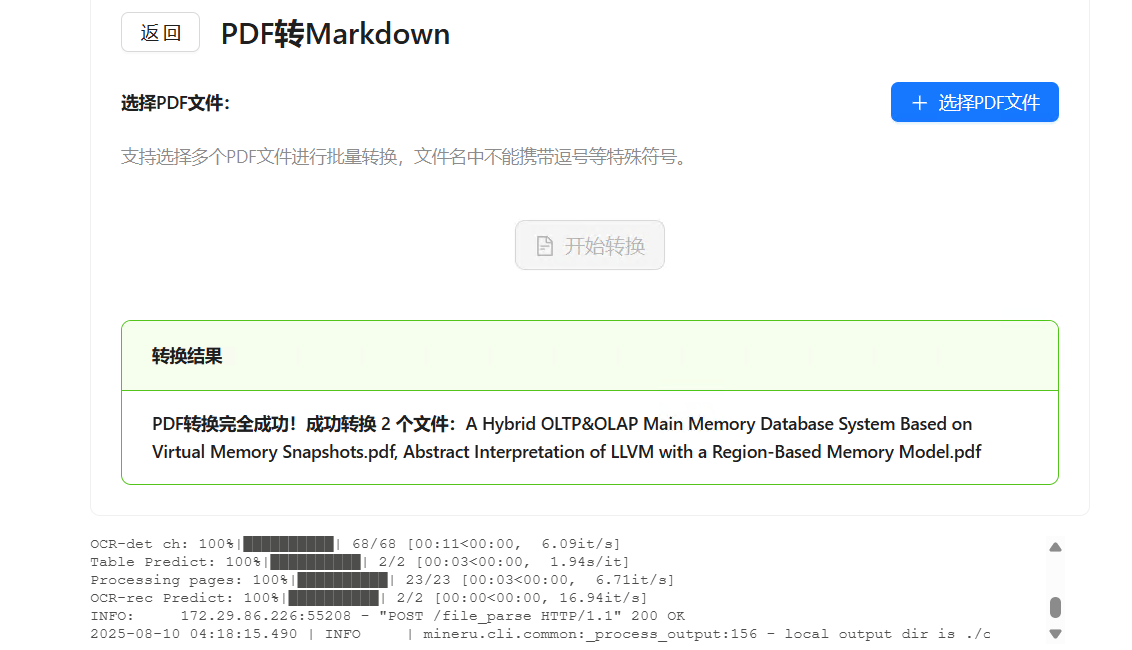 返 回
PDF转Markdown
选择PDF文件：
选择PDF文件
支持选择多个PDF文件进行批量转换，文件名中不能携带逗号等特殊符号。
开始转换
转换结果
PDF转换完全成功！成功转换 2 个文件：A Hybrid OLTP&OLAP Main Memory Database System Based on
Virtual Memory Snapshots.pdf, Abstract Interpretation of LLVM with a Region-Based Memory Model.pdf
OCR-det ch: 100%|██████████| 68/68 [00:11<00:00,  6.09it/s]
Table Predict: 100%|██████████| 2/2 [00:03<00:00,  1.94s/it]
Processing pages: 100%|██████████| 23/23 [00:03<00:00,  6.71it/s]
OCR-rec Predict: 100%|██████████| 2/2 [00:00<00:00, 16.94it/s]
INFO:     172.29.86.226:55208 - "POST /file_parse HTTP/1.1" 200 OK
2025-08-10 04:18:15.490 | INFO     | mineru.cli.common:_process_output:156 - local output dir is ./c